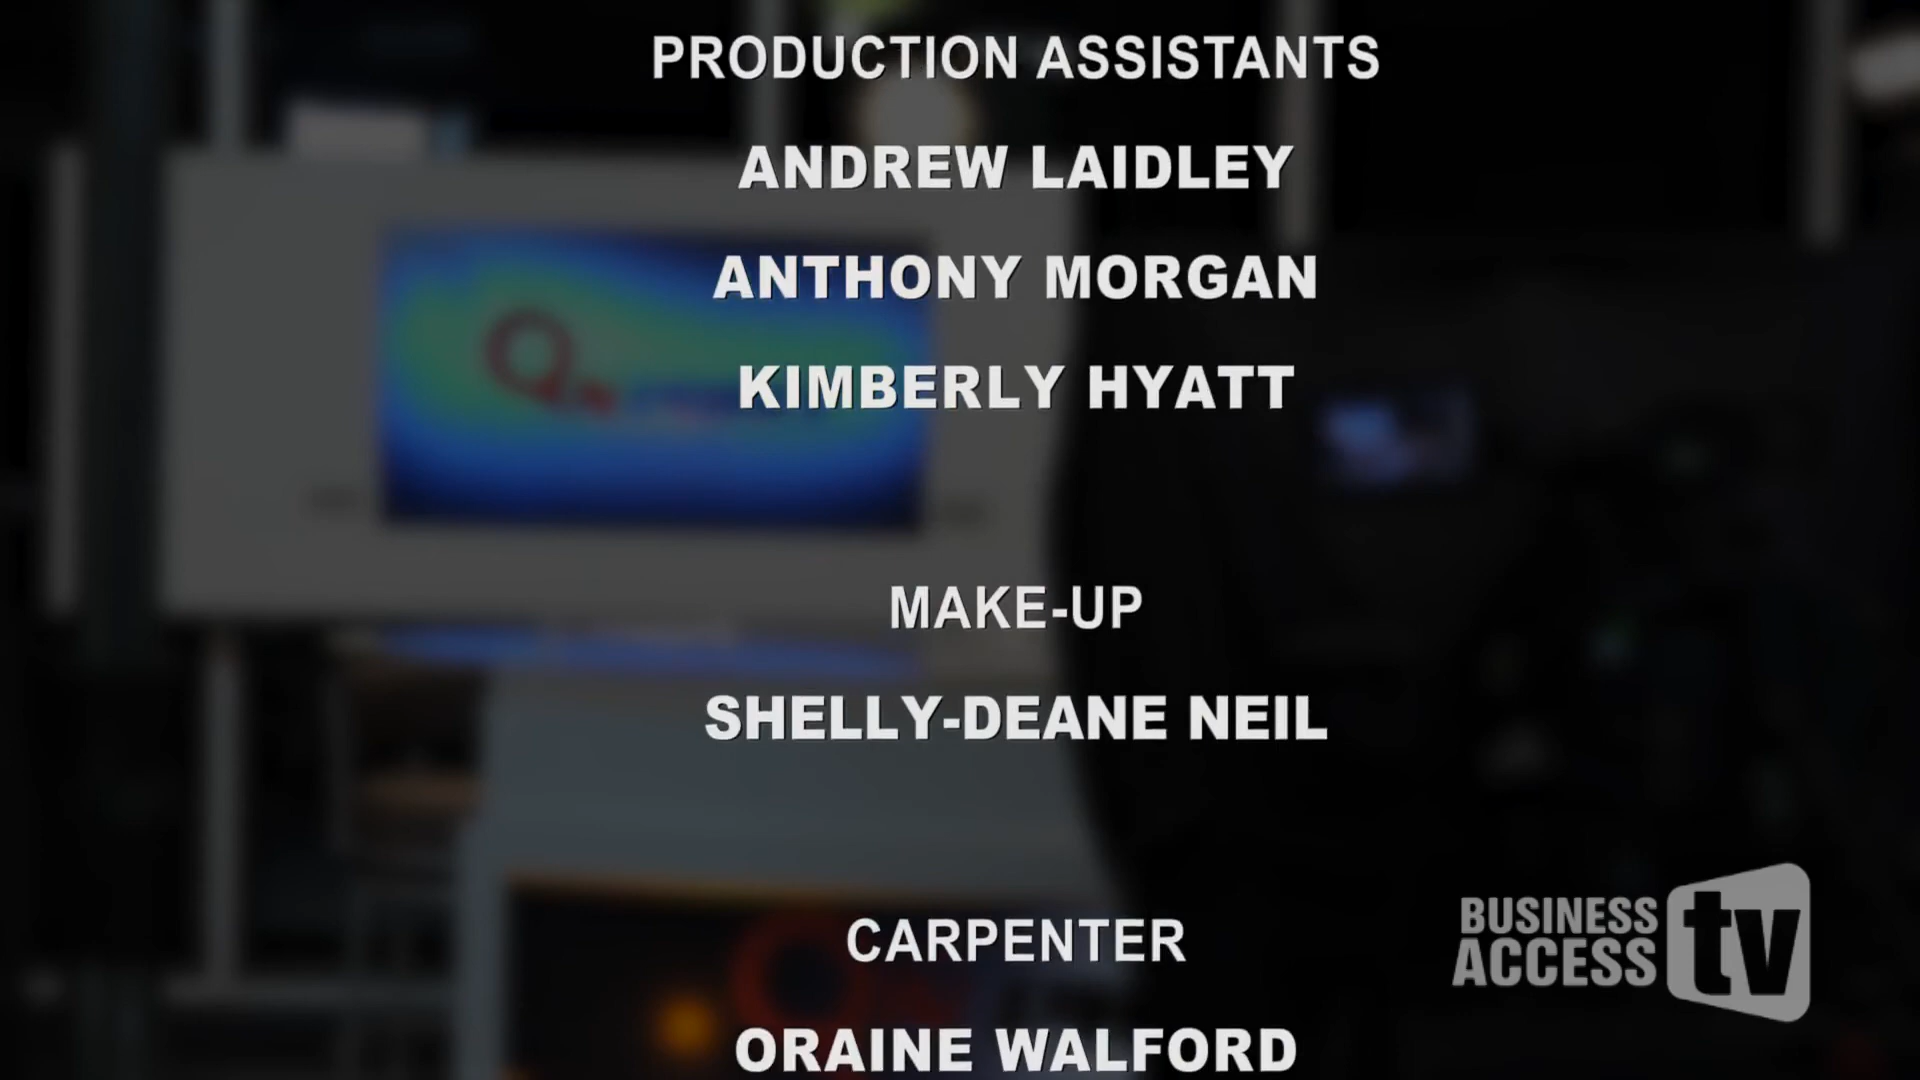 PRODUCTION ASSISTANTS
ANDREW LAIDLEY
ANTHONY MORGAN
KIMBERLY HYATT
MAKE-UP
SHELLY-DEANE NEIL
CARPENTER
ORAINE WALFORD
BUSINESS
ACCESS
tv